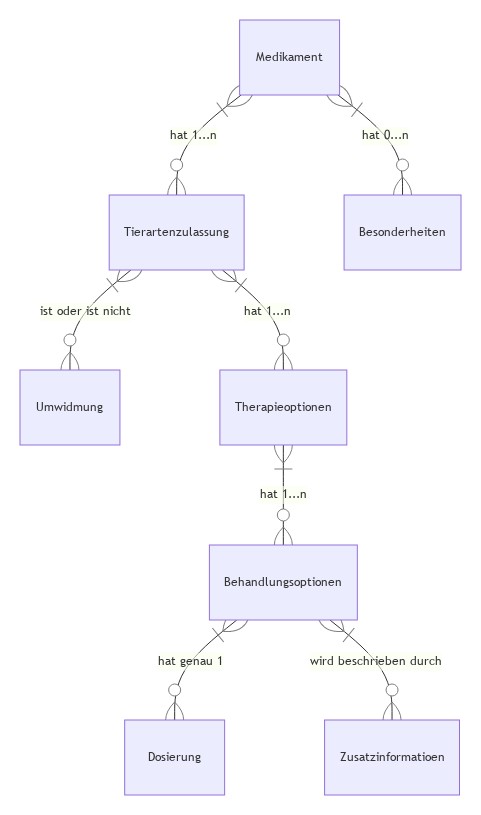 Medikament
hat 1...n
hat 0...n
Tierartenzulassung
Besonderheiten
ist oder ist nicht
hat 1...n
Umwidmung
Therapieoptionen
hat 1...n
Behandlungsoptionen
hat genau 1
wird beschrieben durch
Dosierung
Zusatzinformatioen